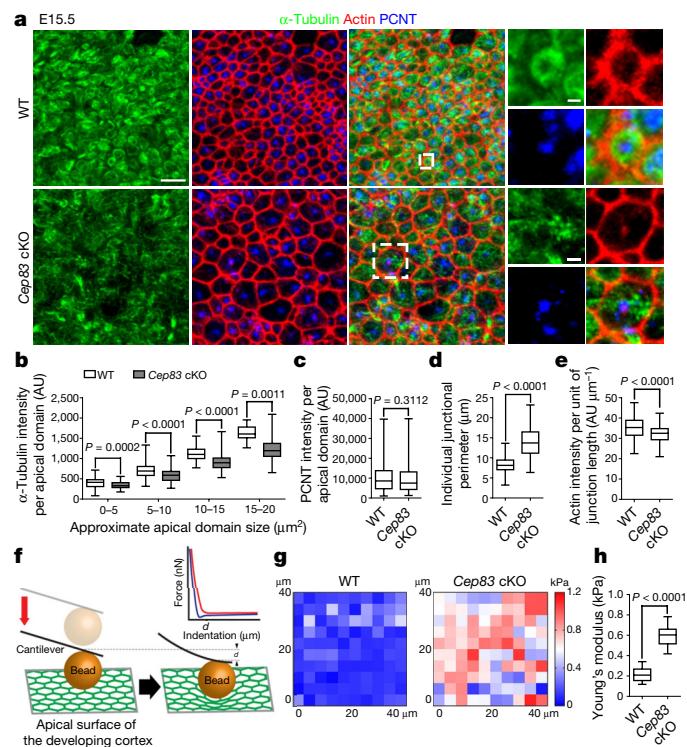 a E15.5 α-Tubulin Actin PCNT
WT
Cep83 cKO
b
WT Cep83 cKO
α-Tubulin intensity
per apical domain (AU)
2,500
2,000
1,500
1,000
500
0
P = 0.0002
P < 0.0001
P < 0.0001
P = 0.0011
0–5 5–10 10–15 15–20
Approximate apical domain size (μm²)
c
PCNT intensity per
apical domain (AU)
P = 0.3112
50,000
40,000
30,000
20,000
10,000
0
WT
Cep83
cKO
d
Individual junctional
perimeter (μm)
P < 0.0001
25
20
15
10
5
0
WT
Cep83
cKO
e
Actin intensity per unit of
junction length (AU μm⁻¹)
P < 0.0001
50
40
30
20
10
0
WT
Cep83
cKO
f
Force (nN)
d
Indentation (μm)
Cantilever
d
Bead
Bead
Apical surface of
the developing cortex
g
μm WT
40
20
0
0 20 40 μm
μm Cep83 cKO
40
20
0
0 20 40 μm
kPa
1.2
0.8
0.4
0
h
Young's modulus (kPa)
P < 0.0001
1.0
0.8
0.6
0.4
0.2
0
WT
Cep83
cKO